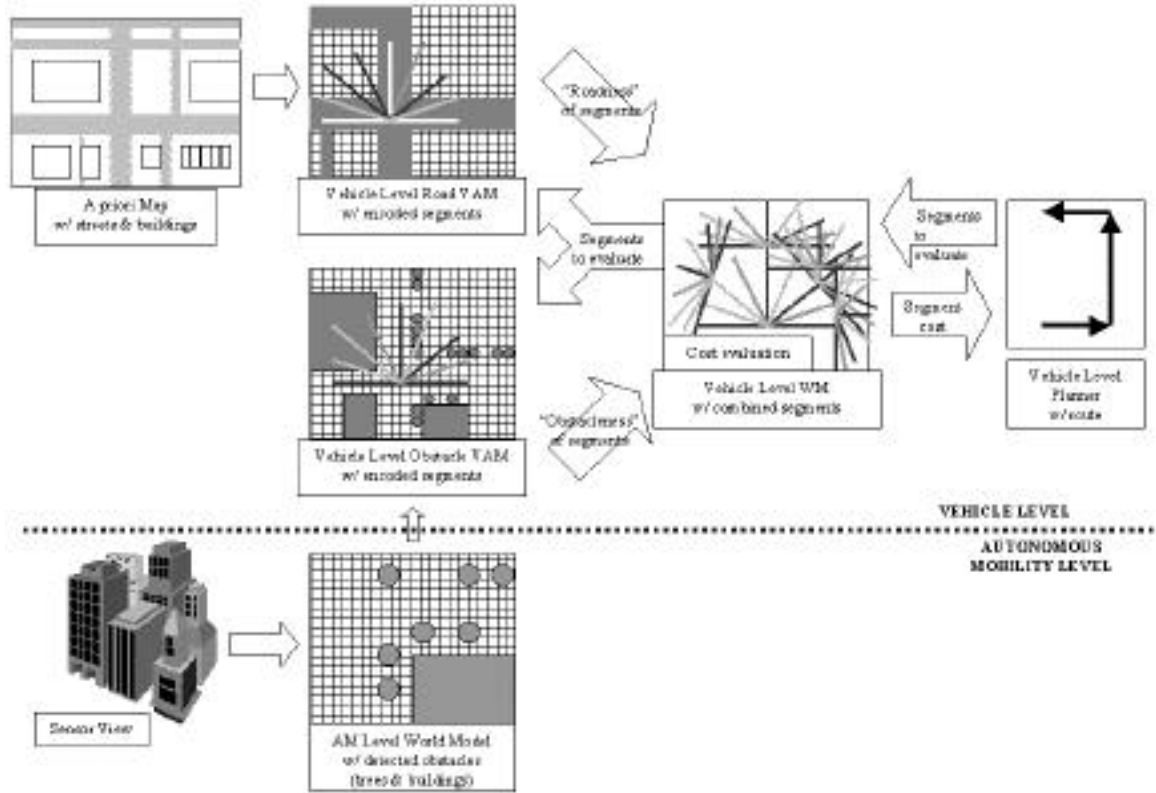 "Roadness"
of segments
A priori Map
w/ streets & buildings
Vehicle Level Road VAM
w/ encoded segments
Segments
to evaluate
Segments
to
evaluate
Segment
cost
Cost evaluation
Vehicle Level WM
w/ combined segments
Vehicle Level
Planner
w/ route
"Obstacleness"
of segments
Vehicle Level Obstacle VAM
w/ encoded segments
VEHICLE LEVEL
AUTONOMOUS
MOBILITY LEVEL
Sensor View
AM Level World Model
w/ detected obstacles
(trees & buildings)